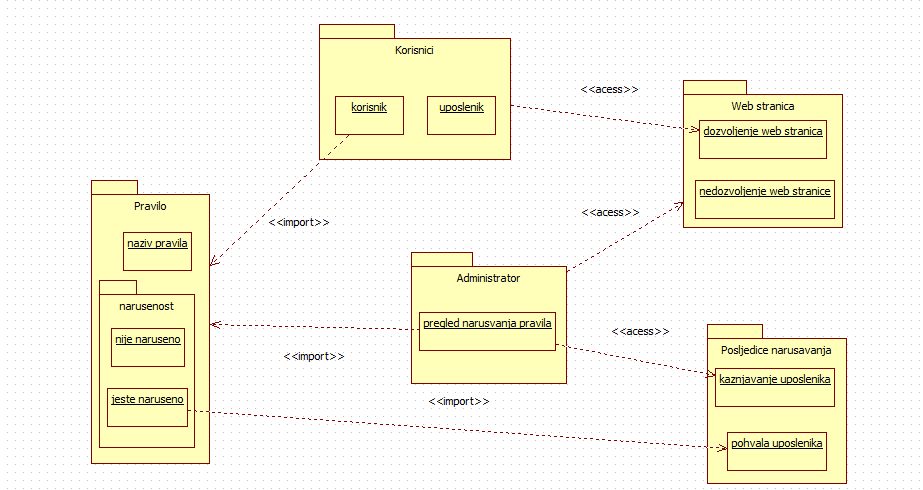 Korisnici
korisnik
uposlenik
<<acess>>
Web stranica
dozvoljenje web stranica
nedozvoljenje web stranice
Pravilo
naziv pravila
<<import>>
<<acess>>
narusenost
nije naruseno
jeste naruseno
Administrator
pregled narusvanja pravila
<<acess>>
<<import>>
<<import>>
Posljedice narusavanja
kaznjavanje uposlenika
pohvala uposlenika